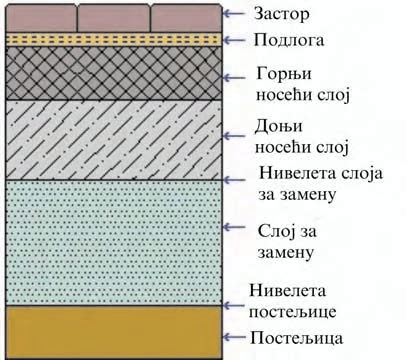 Застор
Подлога
Горњи
носећи слој
Доњи
носећи слој
Нивелета слоја
за замену
Слој за
замену
Нивелета
постељице
Постељица